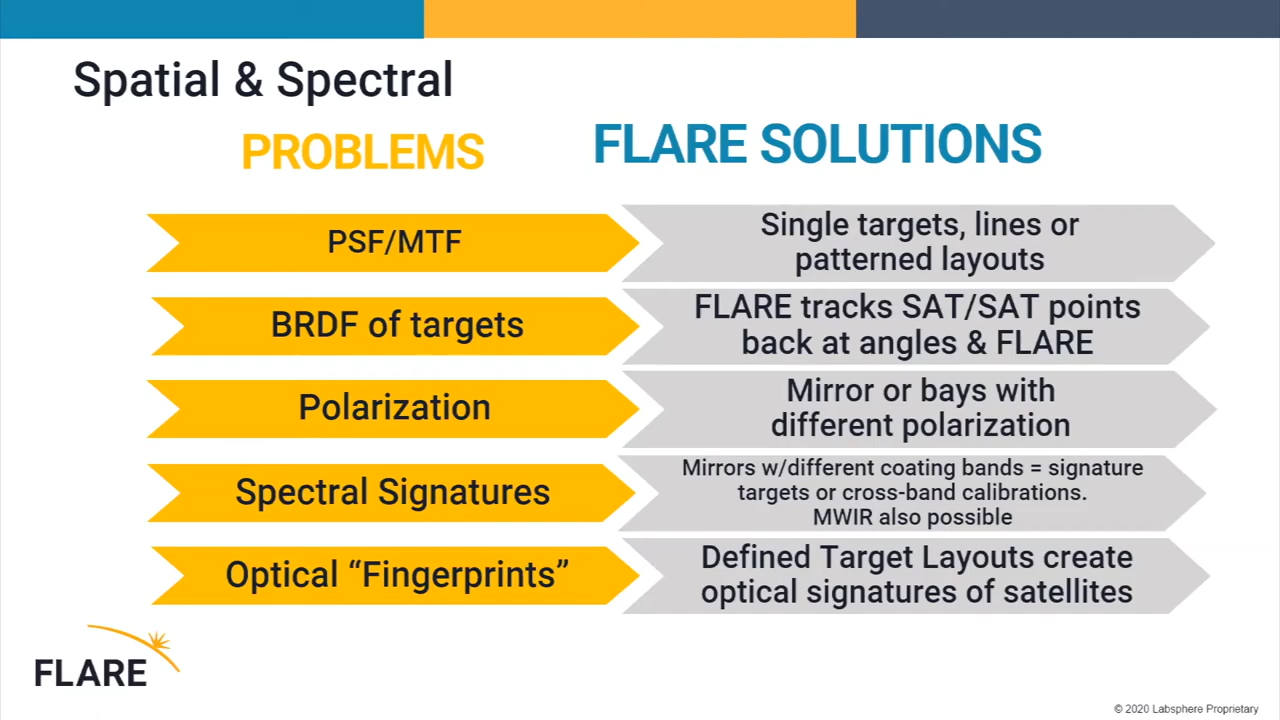 Spatial & Spectral
PROBLEMS
FLARE SOLUTIONS
PSF/MTF
Single targets, lines or
patterned layouts
BRDF of targets
FLARE tracks SAT/SAT points
back at angles & FLARE
Polarization
Mirror or bays with
different polarization
Spectral Signatures
Mirrors w/different coating bands = signature
targets or cross-band calibrations.
MWIR also possible
Optical “Fingerprints”
Defined Target Layouts create
optical signatures of satellites
FLARE
© 2020 Labsphere Proprietary